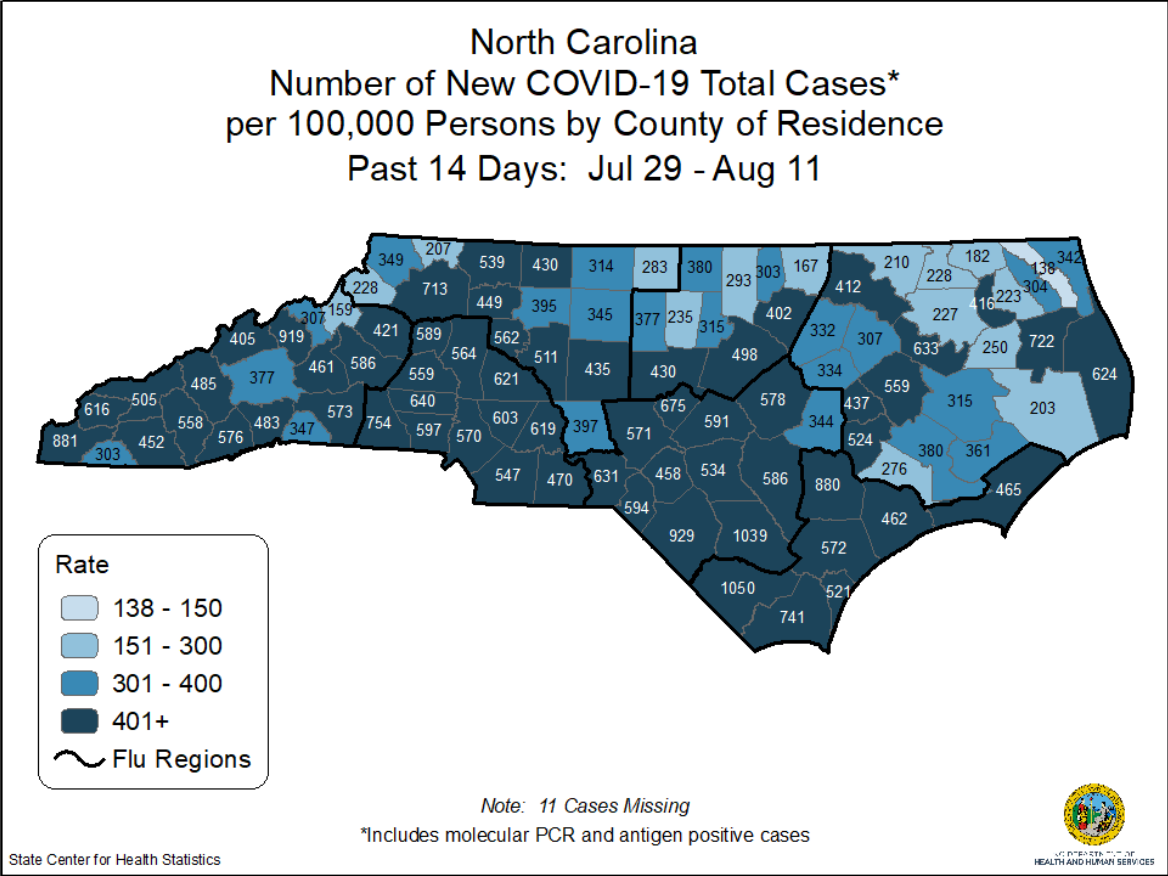 North Carolina
Number of New COVID-19 Total Cases*
per 100,000 Persons by County of Residence
Past 14 Days: Jul 29 - Aug 11
349 207 539 430 314 283 380 293 303 167 210 228 182 138 342
228 713 449 395 345 377 235 315 402 412 227 416 223 304
405 919 307 159 421 589 564 562 511 435 430 498 332 307 633 250 722 624
485 377 461 586 559 621 334 559 315 203
616 505 558 483 347 573 754 640 597 570 603 619 397 571 675 591 578 344 437 524 380 361
881 303 452 576 547 470 631 458 534 586 880 276 465
594 929 1039 462 572
1050 741 521
Rate
138 - 150
151 - 300
301 - 400
401+
Flu Regions
Note: 11 Cases Missing
*Includes molecular PCR and antigen positive cases
State Center for Health Statistics
HEALTH AND HUMAN SERVICES